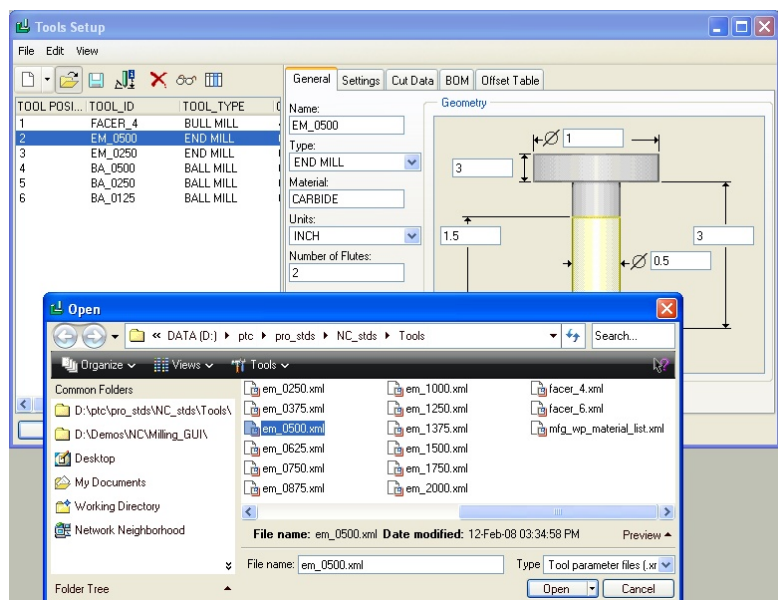 Tools Setup
File Edit View
TOOL POSI... TOOL_ID TOOL_TYPE
1 FACER_4 BULL MILL
2 EM_0500 END MILL
3 EM_0250 END MILL
4 BA_0500 BALL MILL
5 BA_0250 BALL MILL
6 BA_0125 BALL MILL
General Settings Cut Data BOM Offset Table
Name:
EM_0500
Type:
END MILL
Material:
CARBIDE
Units:
INCH
Number of Flutes:
2
Geometry
Ø 1
3
1.5
3
Ø 0.5
Open
« DATA (D:) ptc pro_stds NC_stds Tools
Search...
Organize Views Tools
Common Folders
D:\ptc\pro_stds\NC_stds\Tools\
D:\Demos\NC\Milling_GUI\
Desktop
My Documents
Working Directory
Network Neighborhood
Folder Tree
em_0250.xml em_1000.xml facer_4.xml
em_0375.xml em_1250.xml facer_6.xml
em_0500.xml em_1375.xml mfg_wp_material_list.xml
em_0625.xml em_1500.xml
em_0750.xml em_1750.xml
em_0875.xml em_2000.xml
File name: em_0500.xml Date modified: 12-Feb-08 03:34:58 PM Preview
File name: em_0500.xml Type Tool parameter files (.xr
Open Cancel